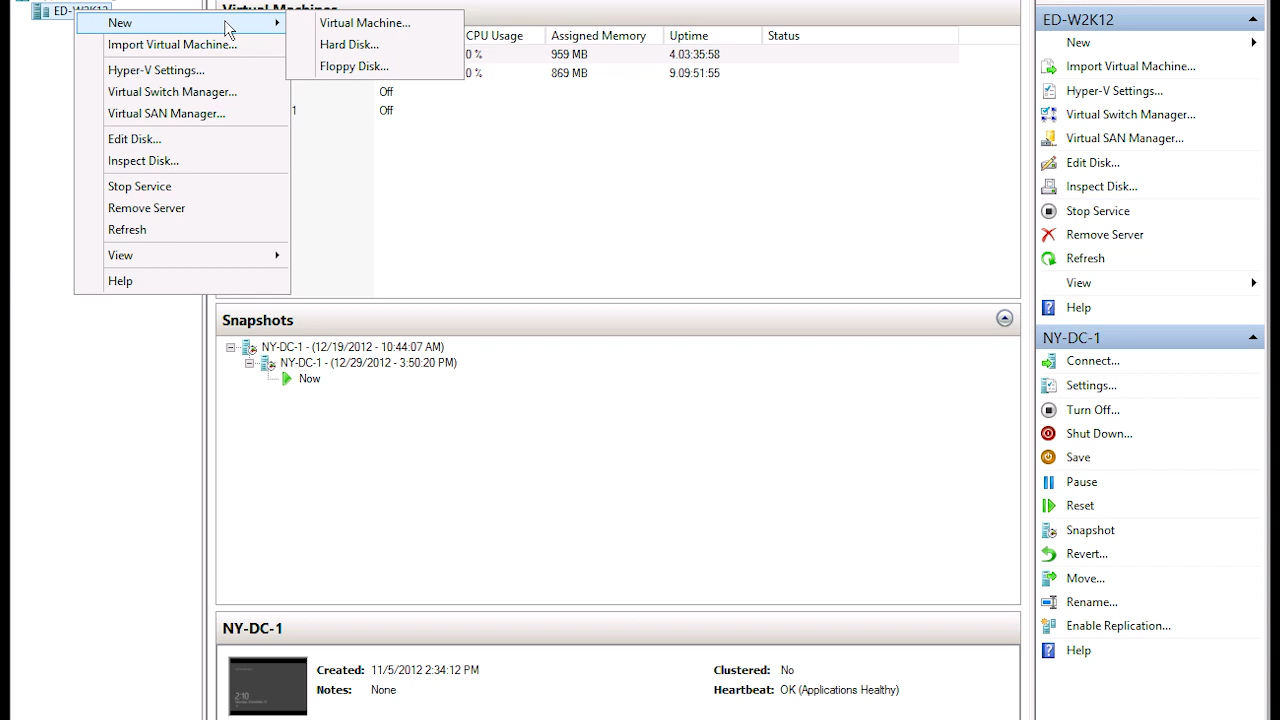 ED-W2K12
New
Import Virtual Machine...
Hyper-V Settings...
Virtual Switch Manager...
Virtual SAN Manager...
Edit Disk...
Inspect Disk...
Stop Service
Remove Server
Refresh
View
Help
Virtual Machine...
Hard Disk...
Floppy Disk...
Virtual Machines
CPU Usage Assigned Memory Uptime Status
0 % 959 MB 4.03:35:58
0 % 869 MB 9.09:51:55
Off
1 Off
Snapshots
NY-DC-1 - (12/19/2012 - 10:44:07 AM)
NY-DC-1 - (12/29/2012 - 3:50:20 PM)
Now
NY-DC-1
2:10
Created: 11/5/2012 2:34:12 PM
Notes: None
Clustered: No
Heartbeat: OK (Applications Healthy)
ED-W2K12
New
Import Virtual Machine...
Hyper-V Settings...
Virtual Switch Manager...
Virtual SAN Manager...
Edit Disk...
Inspect Disk...
Stop Service
Remove Server
Refresh
View
Help
NY-DC-1
Connect...
Settings...
Turn Off...
Shut Down...
Save
Pause
Reset
Snapshot
Revert...
Move...
Rename...
Enable Replication...
Help